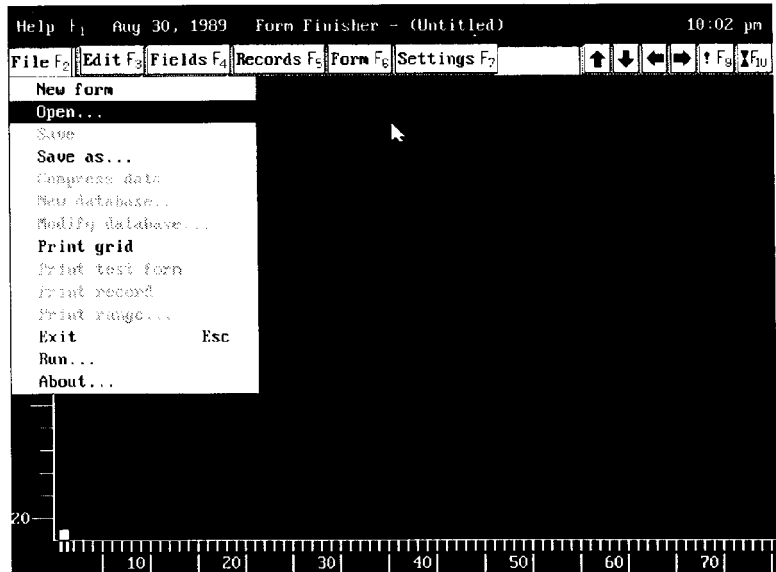 Help F1 Aug 30, 1989 Form Finisher - (Untitled) 10:02 pm
File F2 Edit F3 Fields F4 Records F5 Form F6 Settings F7 ! F9 F10
New form
Open...
Save
Save as...
Compress data
New database...
Modify database...
Print grid
Print test form
Print record
Print range...
Exit Esc
Run...
About...
20
10 20 30 40 50 60 70